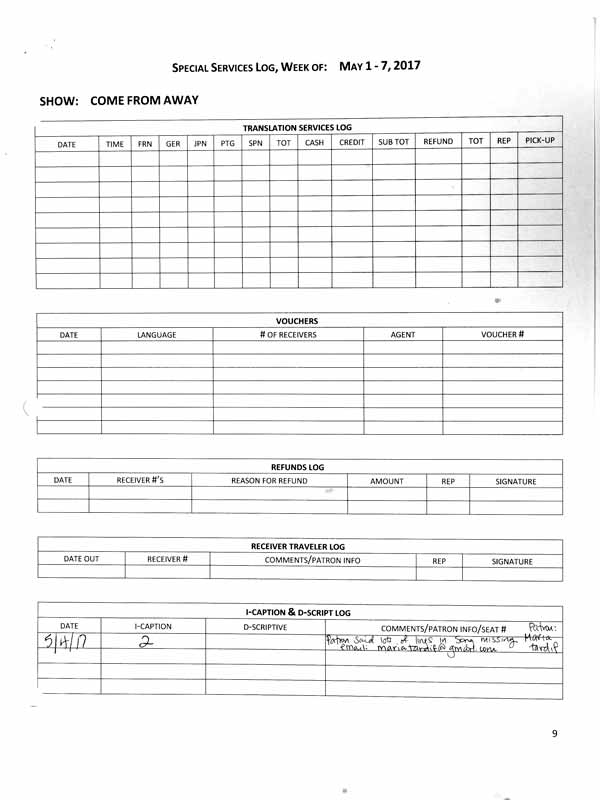 SPECIAL SERVICES LOG, WEEK OF: MAY 1 - 7, 2017
SHOW: COME FROM AWAY
TRANSLATION SERVICES LOG
DATE TIME FRN GER JPN PTG SPN TOT CASH CREDIT SUB TOT REFUND TOT REP PICK-UP
VOUCHERS
DATE LANGUAGE # OF RECEIVERS AGENT VOUCHER #
REFUNDS LOG
DATE RECEIVER #'S REASON FOR REFUND AMOUNT REP SIGNATURE
RECEIVER TRAVELER LOG
DATE OUT RECEIVER # COMMENTS/PATRON INFO REP SIGNATURE
I-CAPTION & D-SCRIPT LOG
DATE I-CAPTION D-SCRIPTIVE COMMENTS/PATRON INFO/SEAT # Patron:
5/4/17 2 Patron said lots of lines in song missing Maria
email: mariatardif@gmail.com tardif
9